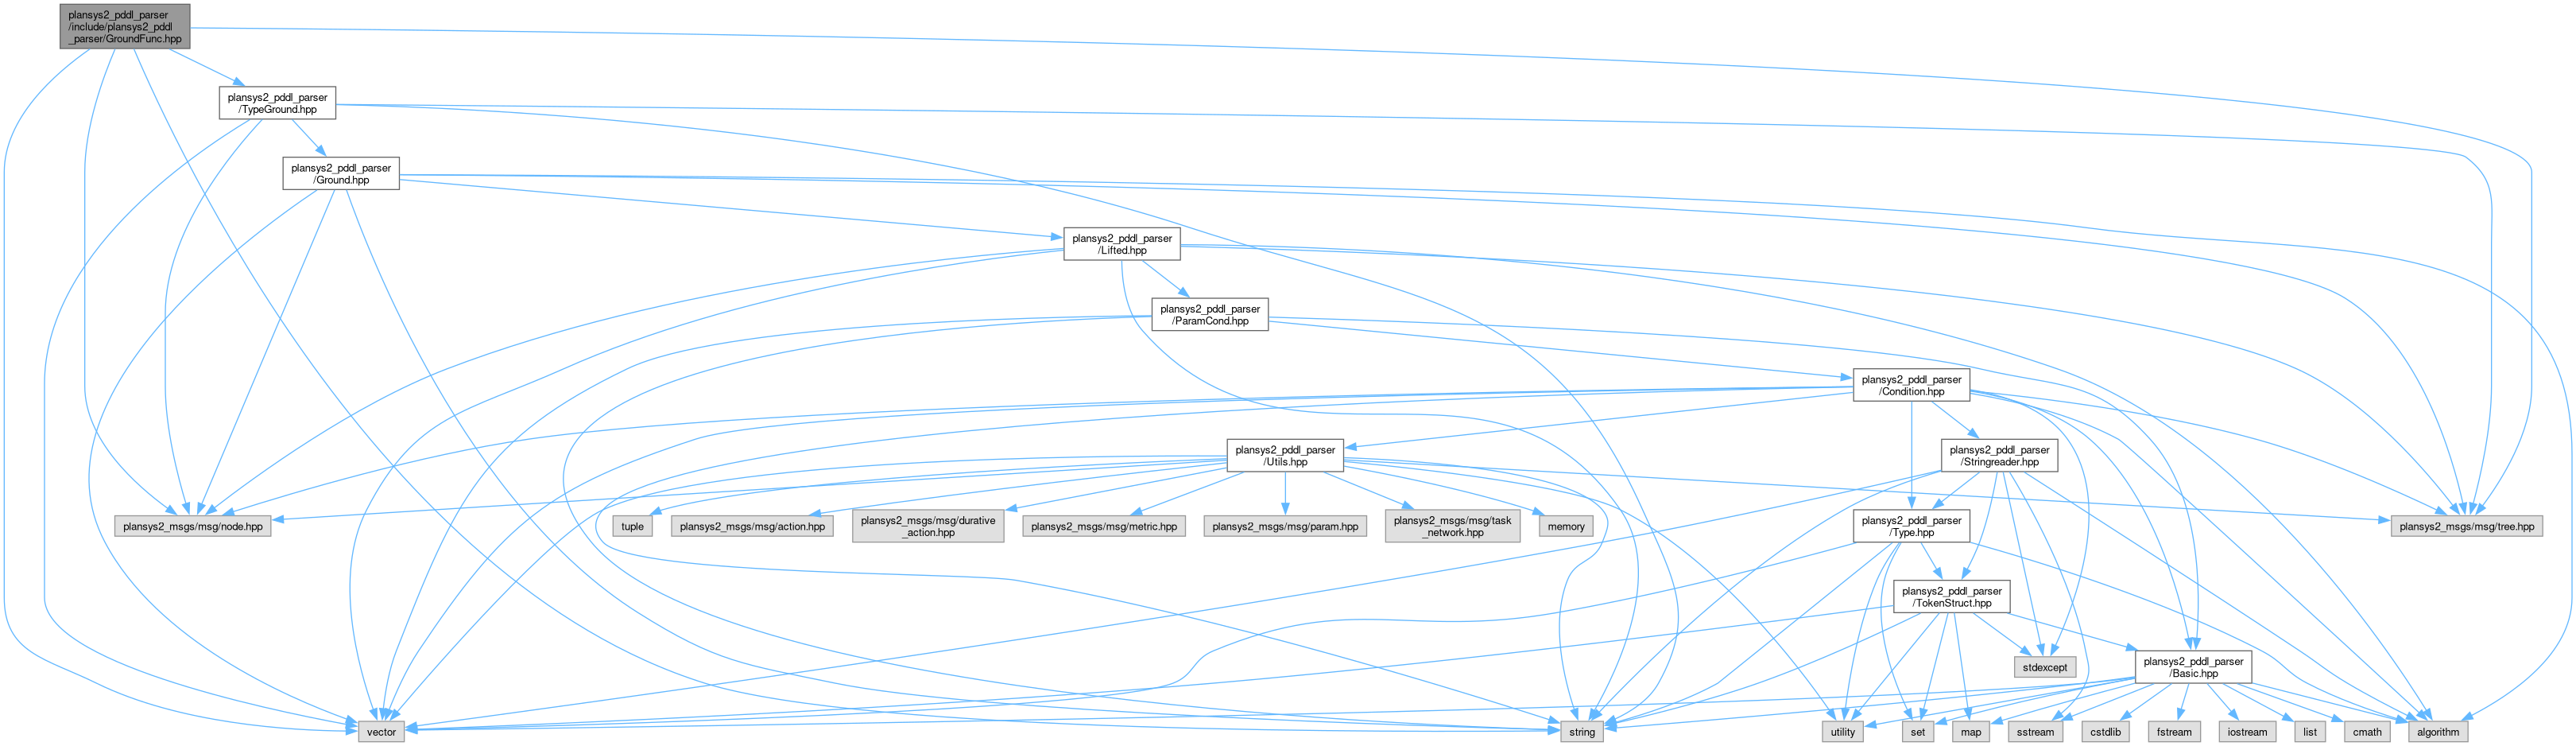 plansys2_pddl_parser
/include/plansys2_pddl
_parser/GroundFunc.hpp
plansys2_pddl_parser
/TypeGround.hpp
plansys2_pddl_parser
/Ground.hpp
plansys2_pddl_parser
/Lifted.hpp
plansys2_pddl_parser
/ParamCond.hpp
plansys2_pddl_parser
/Condition.hpp
plansys2_pddl_parser
/Utils.hpp
plansys2_pddl_parser
/Stringreader.hpp
plansys2_msgs/msg/node.hpp
tuple
plansys2_msgs/msg/action.hpp
plansys2_msgs/msg/durative
_action.hpp
plansys2_msgs/msg/metric.hpp
plansys2_msgs/msg/param.hpp
plansys2_msgs/msg/task
_network.hpp
memory
plansys2_pddl_parser
/Type.hpp
plansys2_msgs/msg/tree.hpp
plansys2_pddl_parser
/TokenStruct.hpp
stdexcept
plansys2_pddl_parser
/Basic.hpp
vector
string
utility
set
map
sstream
cstdlib
fstream
iostream
list
cmath
algorithm